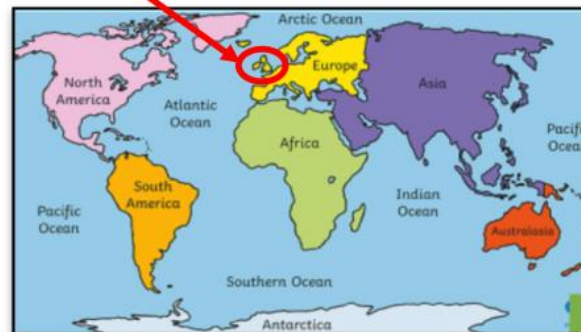 Arctic Ocean
North
America
Europe
Asia
Atlantic
Ocean
Pacific
Ocean
Africa
South
America
Indian
Ocean
Pacific
Ocean
Australasia
Southern Ocean
Antarctica